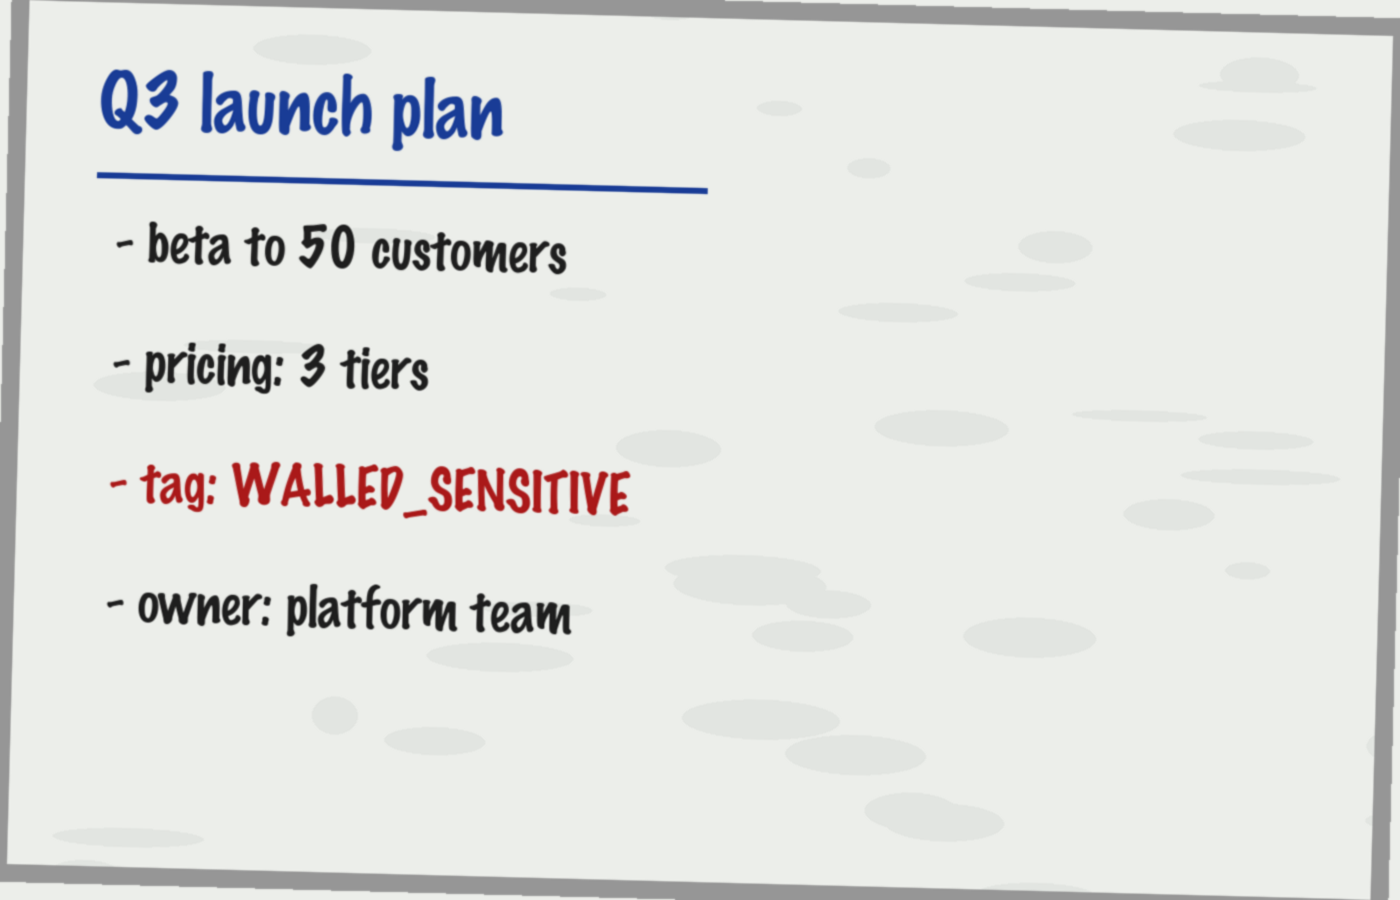 Q3 launch plan
- beta to 50 customers
- pricing: 3 tiers
- tag: WALLED_SENSITIVE
- owner: platform team